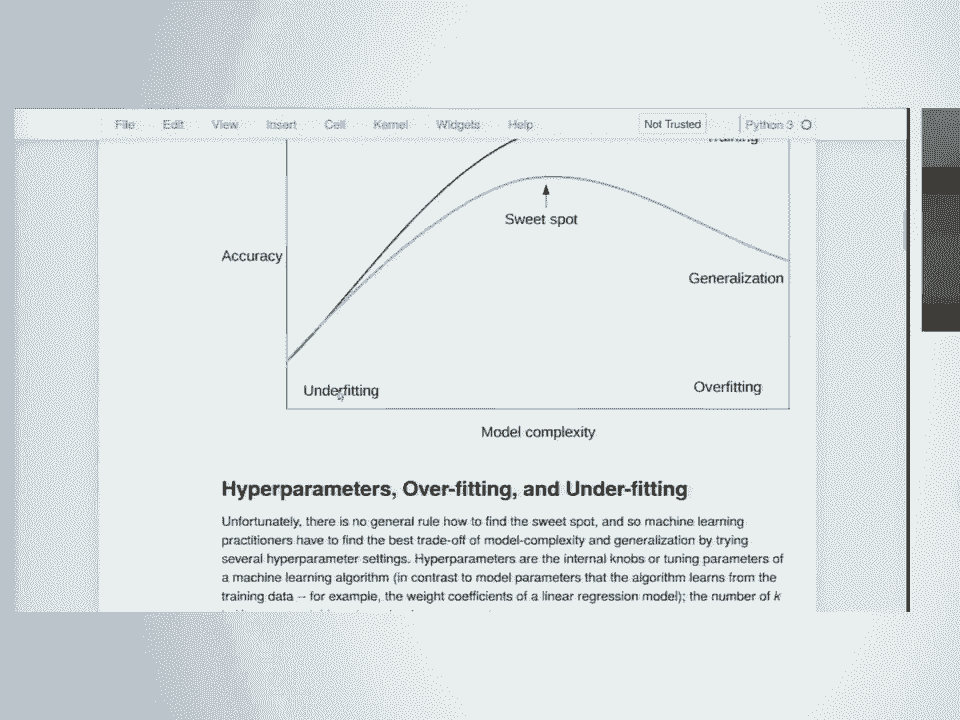 File Edit View Insert Cell Kernel Widgets Help Not Trusted Python 3
Training
Sweet spot
Accuracy
Generalization
Underfitting
Overfitting
Model complexity
Hyperparameters, Over-fitting, and Under-fitting
Unfortunately, there is no general rule how to find the sweet spot, and so machine learning
practitioners have to find the best trade-off of model-complexity and generalization by trying
several hyperparameter settings. Hyperparameters are the internal knobs or tuning parameters of
a machine learning algorithm (in contrast to model parameters that the algorithm learns from the
training data -- for example, the weight coefficients of a linear regression model); the number of k